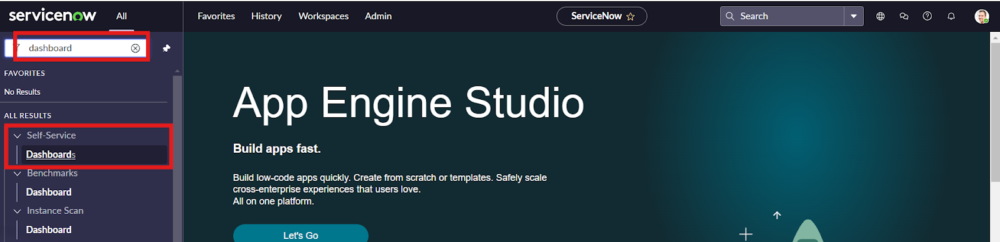 servicenow
All
Favorites
History
Workspaces
Admin
ServiceNow
Search
dashboard
FAVORITES
No Results
ALL RESULTS
Self-Service
Dashboards
Benchmarks
Dashboard
Instance Scan
Dashboard
App Engine Studio
Build apps fast.
Build low-code apps quickly. Create from scratch or templates. Safely scale
cross-enterprise experiences that users love.
All on one platform.
Let's Go